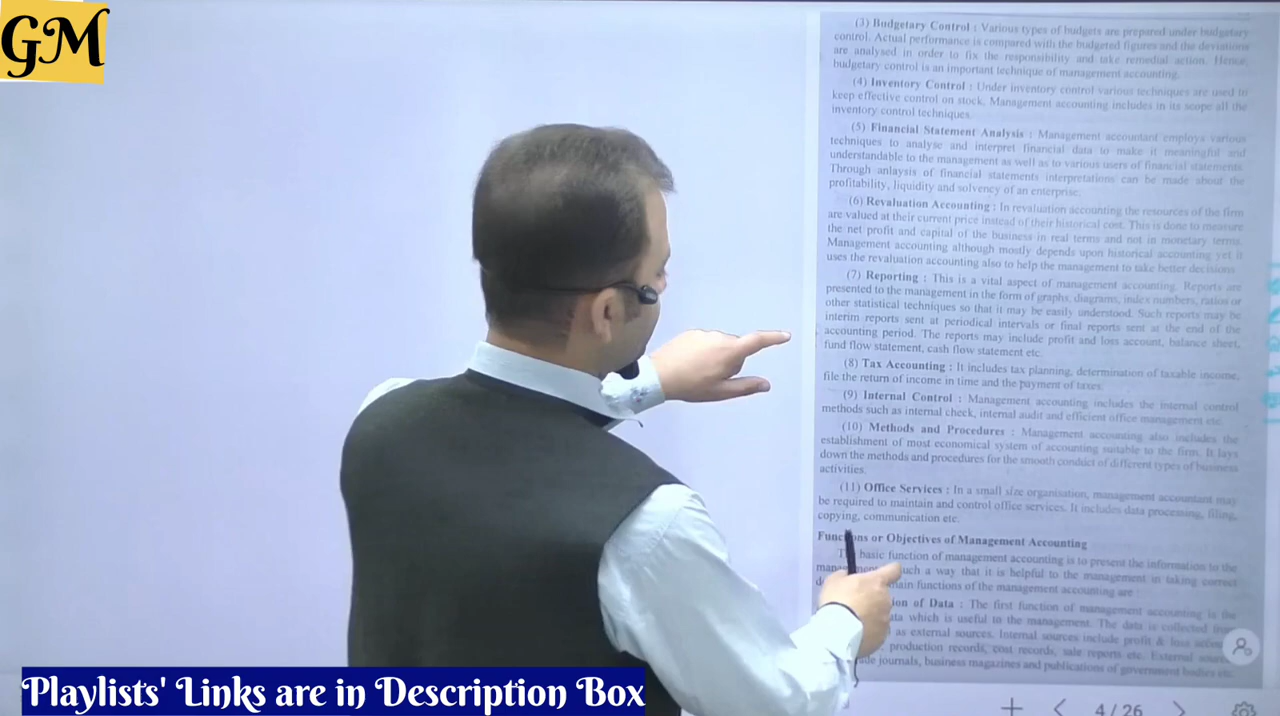 GM
(3) Budgetary Control : Various types of budgets are prepared under budgetary
control. Actual performance is compared with the budgeted figures and the deviations
are analysed in order to fix the responsibility and take remedial action. Hence,
budgetary control is an important technique of management accounting.
(4) Inventory Control : Under inventory control various techniques are used to
keep effective control on stock. Management accounting includes in its scope all the
inventory control techniques.
(5) Financial Statement Analysis : Management accountant employs various
techniques to analyse and interpret financial data to make it meaningful and
understandable to the management as well as to various users of financial statements.
Through anlaysis of financial statements interpretations can be made about the
profitability, liquidity and solvency of an enterprise.
(6) Revaluation Accounting : In revaluation accounting the resources of the firm
are valued at their current price instead of their historical cost. This is done to measure
the net profit and capital of the business in real terms and not in monetary terms.
Management accounting although mostly depends upon historical accounting yet it
uses the revaluation accounting also to help the management to take better decisions
(7) Reporting : This is a vital aspect of management accounting. Reports are
presented to the management in the form of graphs, diagrams, index numbers, ratios or
other statistical techniques so that it may be easily understood. Such reports may be
interim reports sent at periodical intervals or final reports sent at the end of the
accounting period. The reports may include profit and loss account, balance sheet,
fund flow statement, cash flow statement etc.
(8) Tax Accounting : It includes tax planning, determination of taxable income,
file the return of income in time and the payment of taxes.
(9) Internal Control : Management accounting includes the internal control
methods such as internal check, internal audit and efficient office management etc.
(10) Methods and Procedures : Management accounting also includes the
establishment of most economical system of accounting suitable to the firm. It lays
down the methods and procedures for the smooth conduct of different types of business
activities.
(11) Office Services : In a small size organisation, management accountant may
be required to maintain and control office services. It includes data processing, filing,
copying, communication etc.
Functions or Objectives of Management Accounting
basic function of management accounting is to present the information to the
such a way that it is helpful to the management in taking correct
main functions of the management accounting are
of Data : The first function of management accounting is the
which is useful to the management. The data is collected from
as external sources. Internal sources include profit & loss
production records, cost records, sale reports etc. External
journals, business magazines and publications of government bodies etc.
4 / 26
Playlists' Links are in Description Box